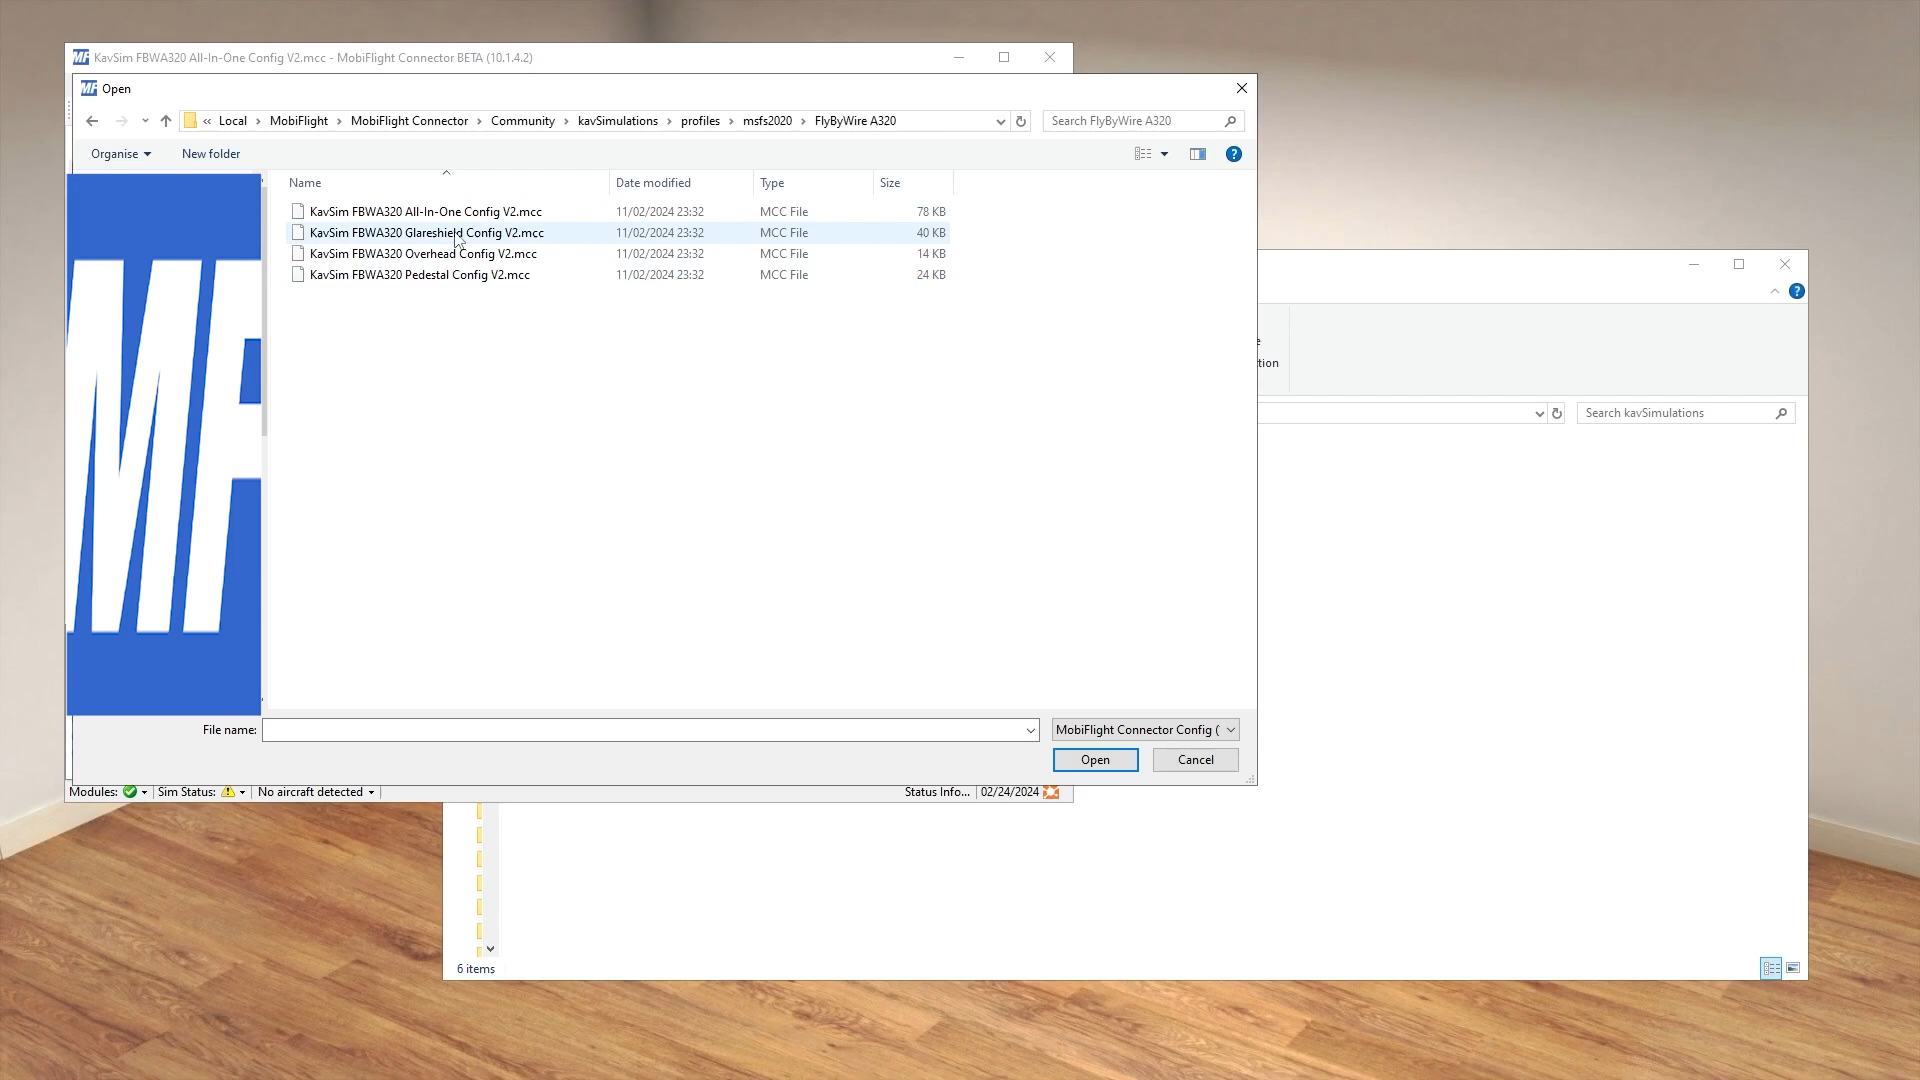 MF KavSim FBWA320 All-In-One Config V2.mcc - MobiFlight Connector BETA (10.1.4.2)
MF Open
« Local > MobiFlight > MobiFlight Connector > Community > kavSimulations > profiles > msfs2020 > FlyByWire A320
Search FlyByWire A320
Organise New folder
?
Name Date modified Type Size
KavSim FBWA320 All-In-One Config V2.mcc 11/02/2024 23:32 MCC File 78 KB
KavSim FBWA320 Glareshield Config V2.mcc 11/02/2024 23:32 MCC File 40 KB
KavSim FBWA320 Overhead Config V2.mcc 11/02/2024 23:32 MCC File 14 KB
KavSim FBWA320 Pedestal Config V2.mcc 11/02/2024 23:32 MCC File 24 KB
MF
?
e
tion
Search kavSimulations
File name:
MobiFlight Connector Config (
Open Cancel
Modules: Sim Status: No aircraft detected Status Info... 02/24/2024
6 items